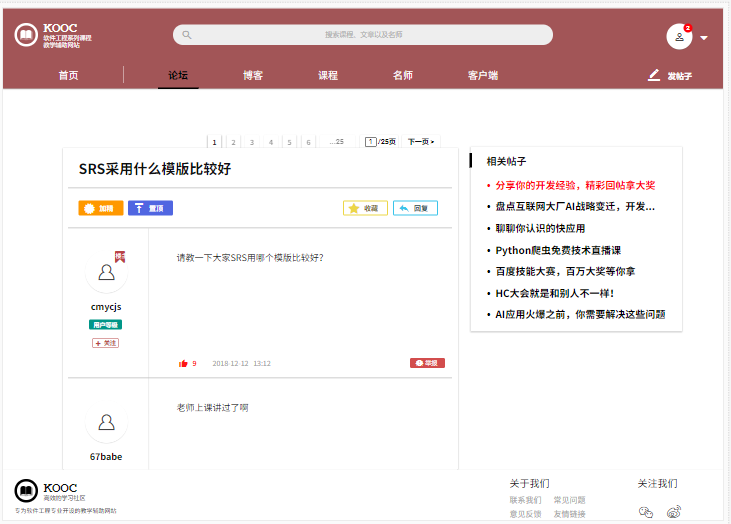 KOOC
软件工程系列课程
教学辅助网站
搜索课程、文章以及名师
2
首页
论坛
博客
课程
名师
客户端
发帖子
1 2 3 4 5 6 ...25 1/25页 下一页 >
SRS采用什么模版比较好
加精
置顶
收藏
回复
楼主
请教一下大家SRS用哪个模版比较好?
cmycjs
用户等级
+ 关注
9
2018-12-12 13:12
举报
老师上课讲过了啊
67babe
相关帖子
• 分享你的开发经验，精彩回帖拿大奖
• 盘点互联网大厂AI战略变迁，开发...
• 聊聊你认识的快应用
• Python爬虫免费技术直播课
• 百度技能大赛，百万大奖等你拿
• HC大会就是和别人不一样!
• AI应用火爆之前，你需要解决这些问题
KOOC
高效的学习社区
专为软件工程专业开设的教学辅助网站
关于我们
联系我们 常见问题
意见反馈 友情链接
关注我们